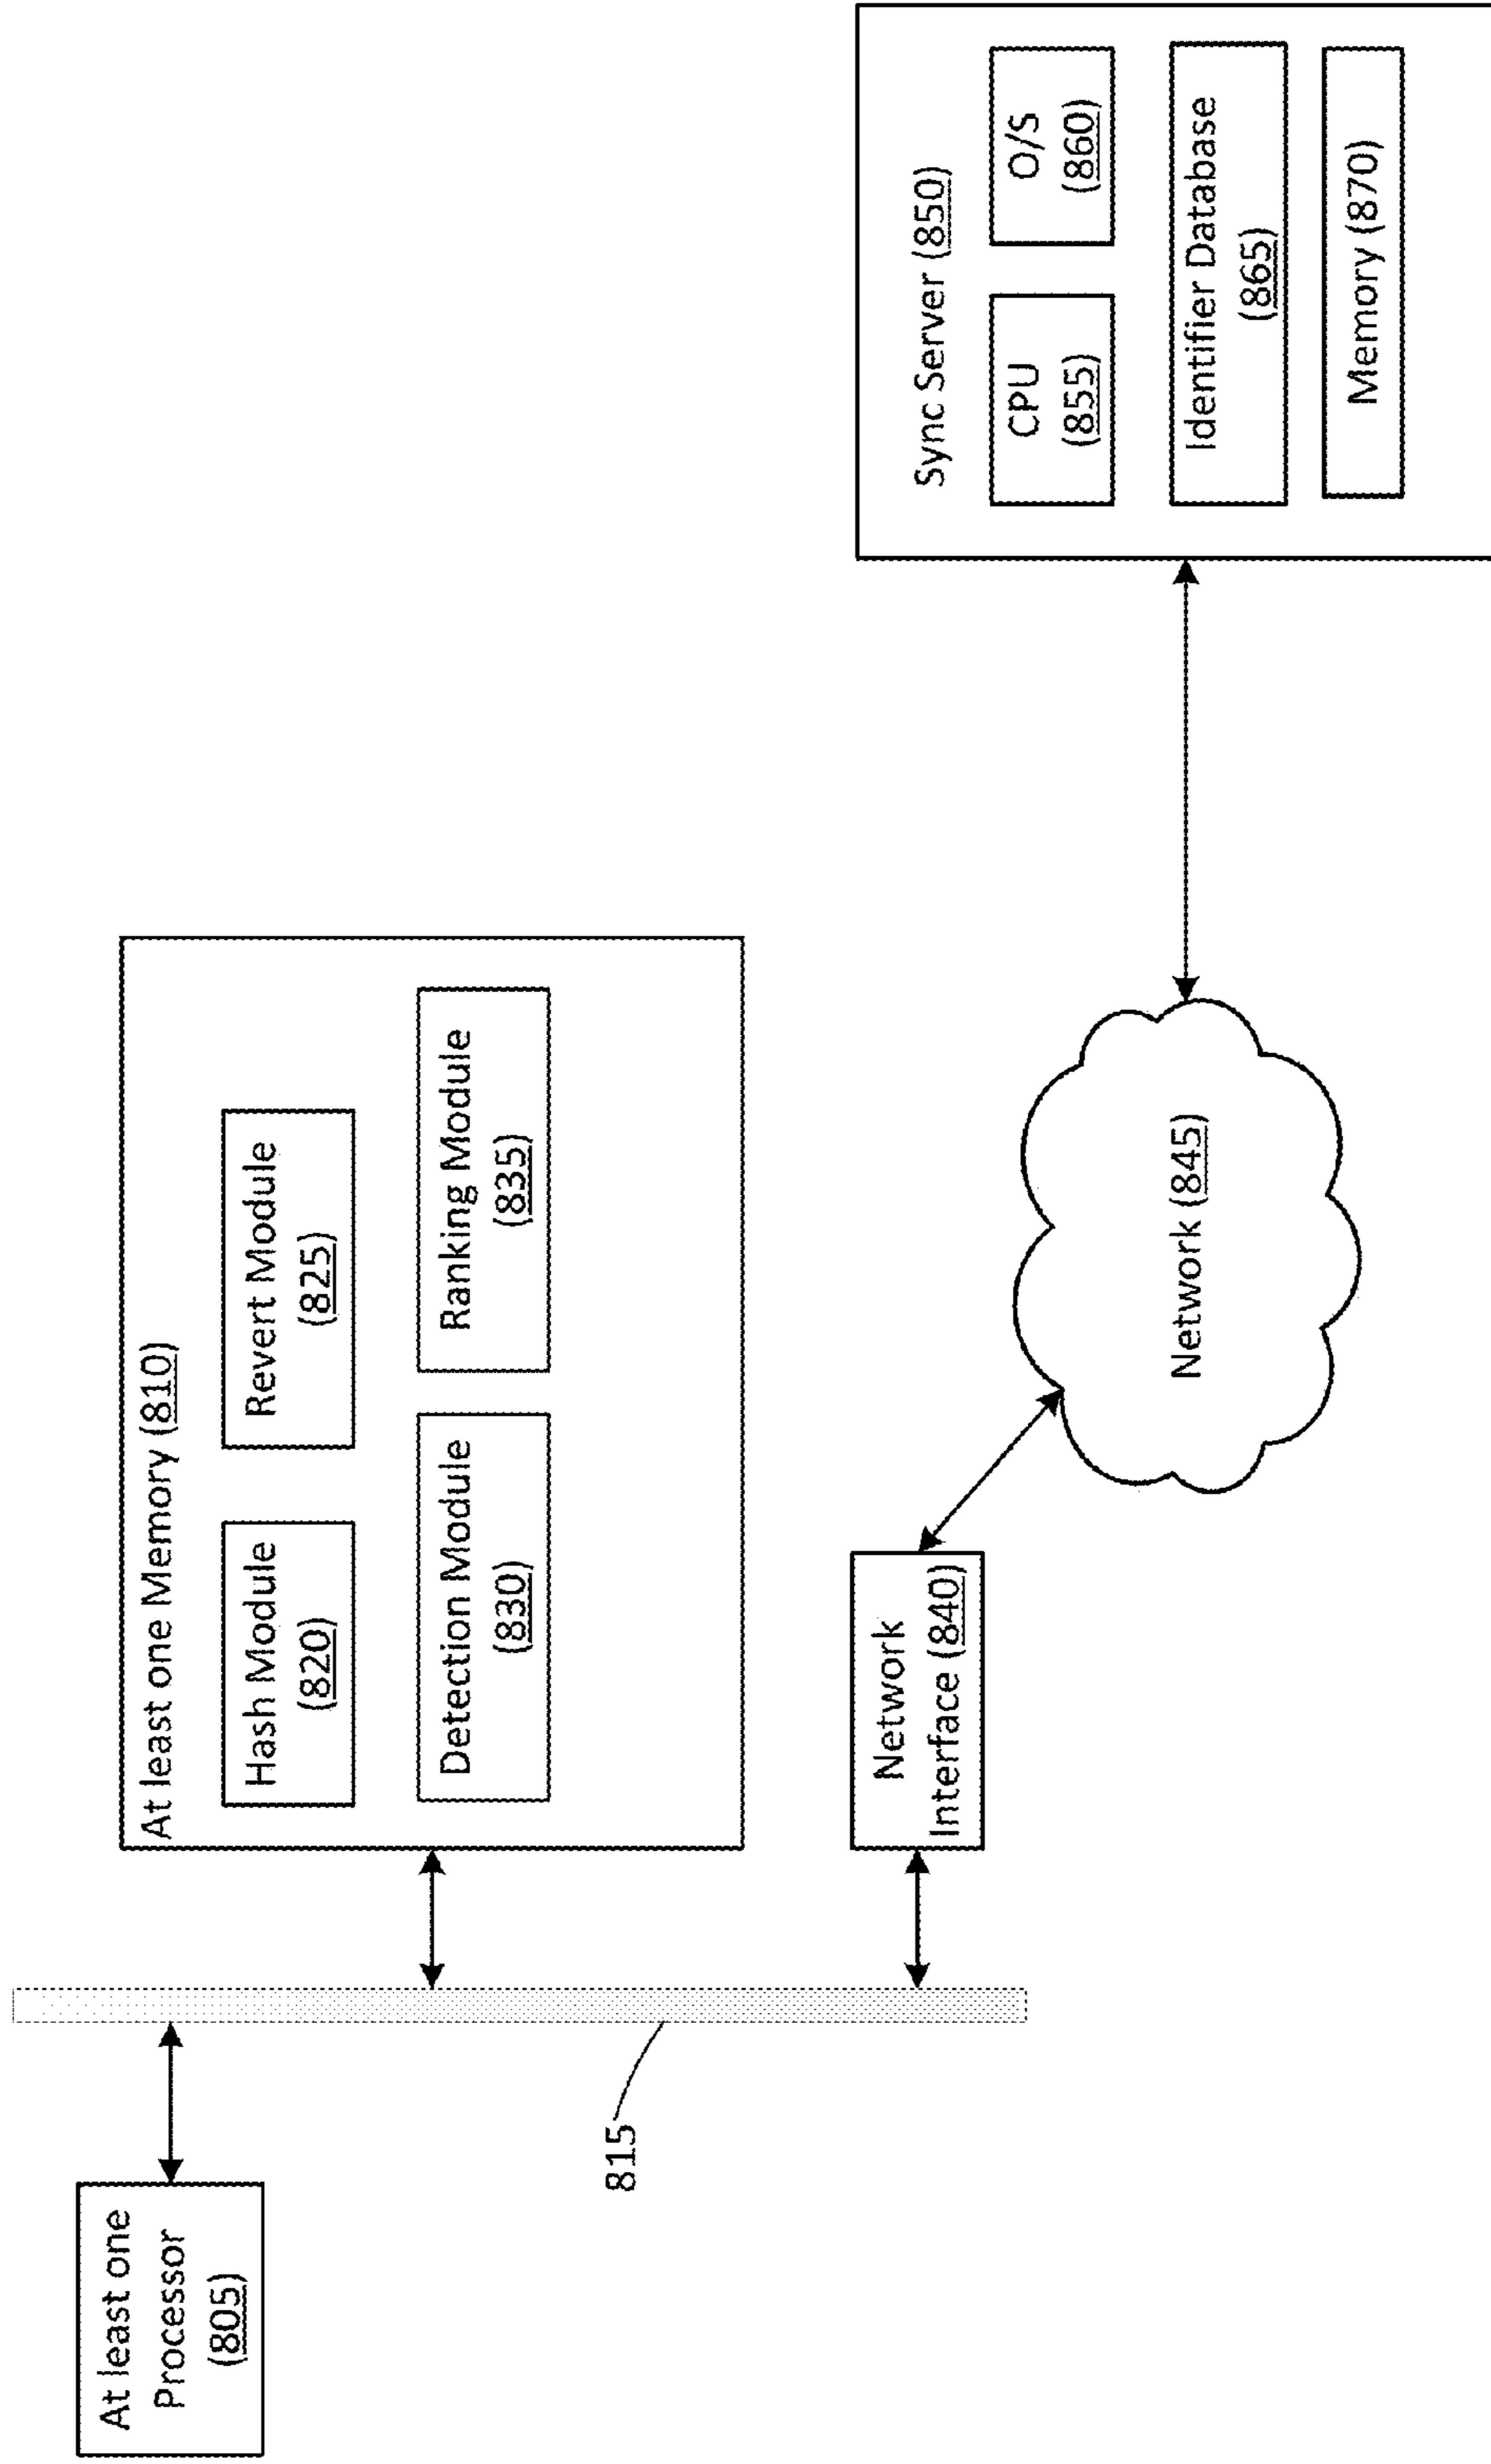 At least one
Processor
(805)
815
At least one Memory (810)
Hash Module
(820)
Revert Module
(825)
Detection Module
(830)
Ranking Module
(835)
Network
Interface (840)
Network (845)
Sync Server (850)
CPU
(855)
O/S
(860)
Identifier Database
(865)
Memory (870)